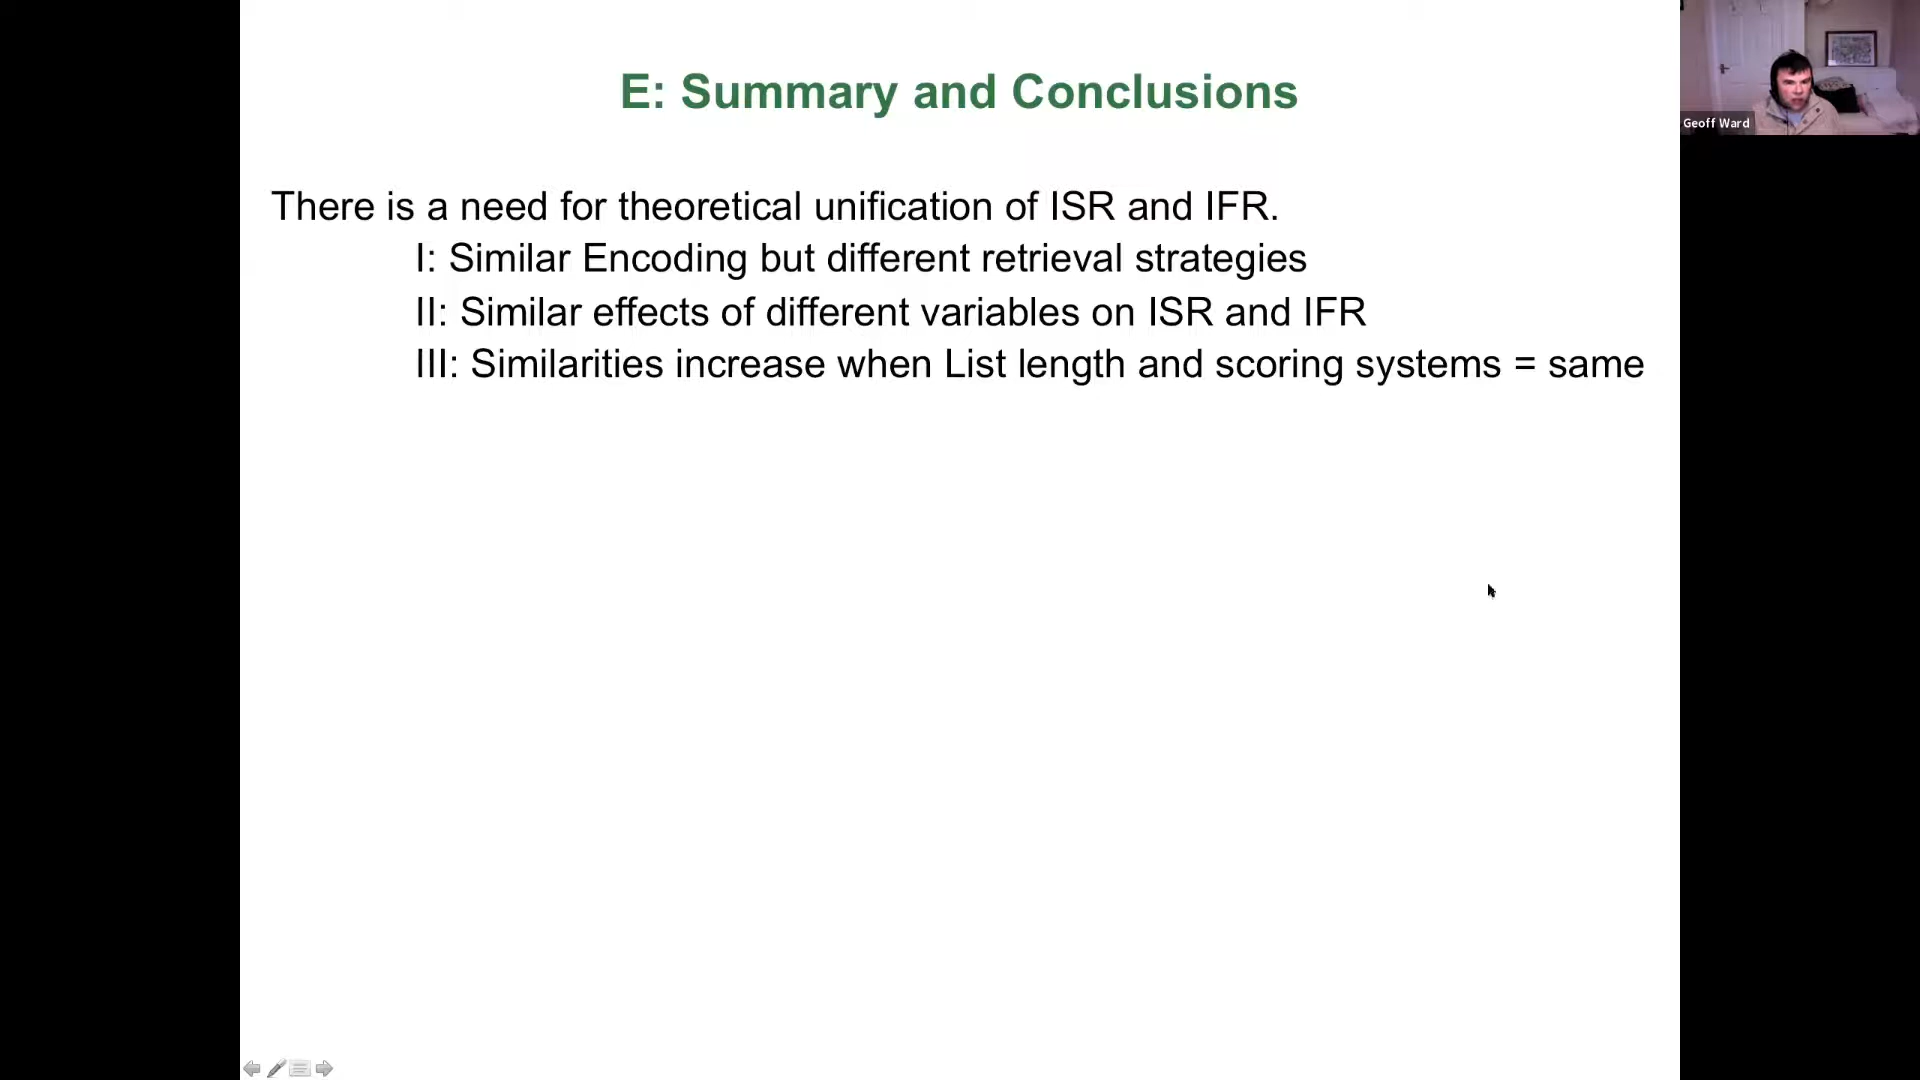 E: Summary and Conclusions
Geoff Ward
There is a need for theoretical unification of ISR and IFR.
I: Similar Encoding but different retrieval strategies
II: Similar effects of different variables on ISR and IFR
III: Similarities increase when List length and scoring systems = same